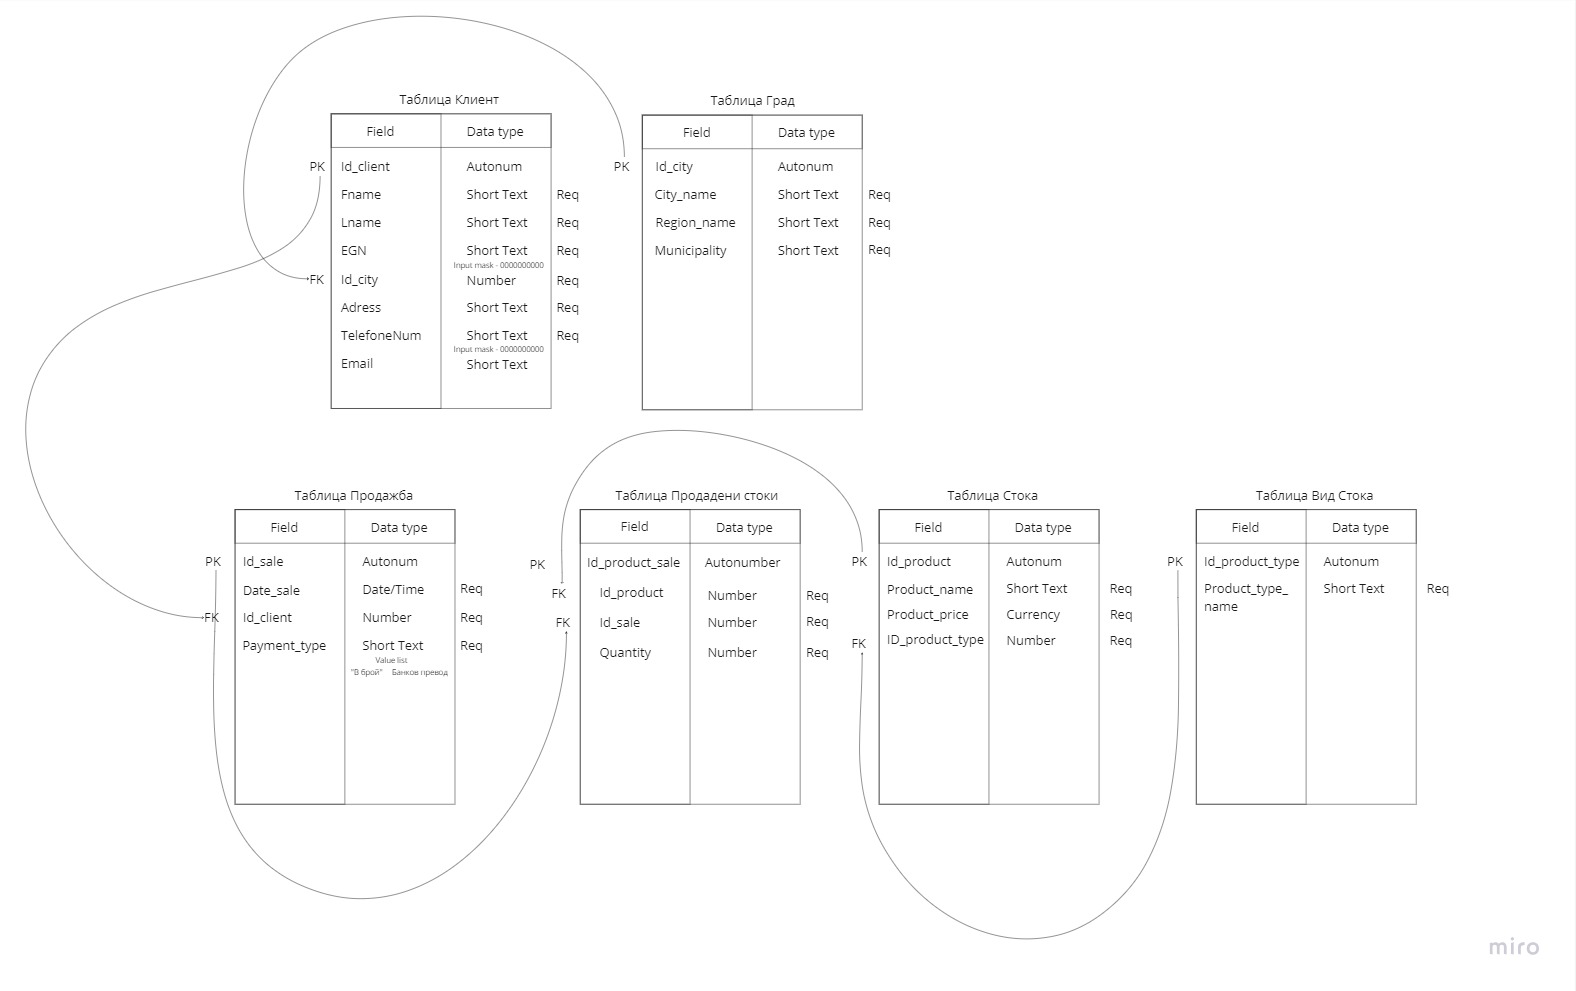 Таблица Клиент
Field Data type
PK Id_client Autonum
Fname Short Text Req
Lname Short Text Req
EGN Short Text Req
Input mask - 0000000000
FK Id_city Number Req
Adress Short Text Req
TelefoneNum Short Text Req
Input mask - 0000000000
Email Short Text
Таблица Град
Field Data type
PK Id_city Autonum
City_name Short Text Req
Region_name Short Text Req
Municipality Short Text Req
Таблица Продажба
Field Data type
PK Id_sale Autonum
Date_sale Date/Time Req
FK Id_client Number Req
Payment_type Short Text Req
Value list
"В брой" Банков превод
Таблица Продадени стоки
Field Data type
PK Id_product_sale Autonumber
FK Id_product Number Req
FK Id_sale Number Req
Quantity Number Req
Таблица Стока
Field Data type
PK Id_product Autonum
Product_name Short Text Req
Product_price Currency Req
FK ID_product_type Number Req
Таблица Вид Стока
Field Data type
PK Id_product_type Autonum
Product_type_ Short Text Req
name
miro